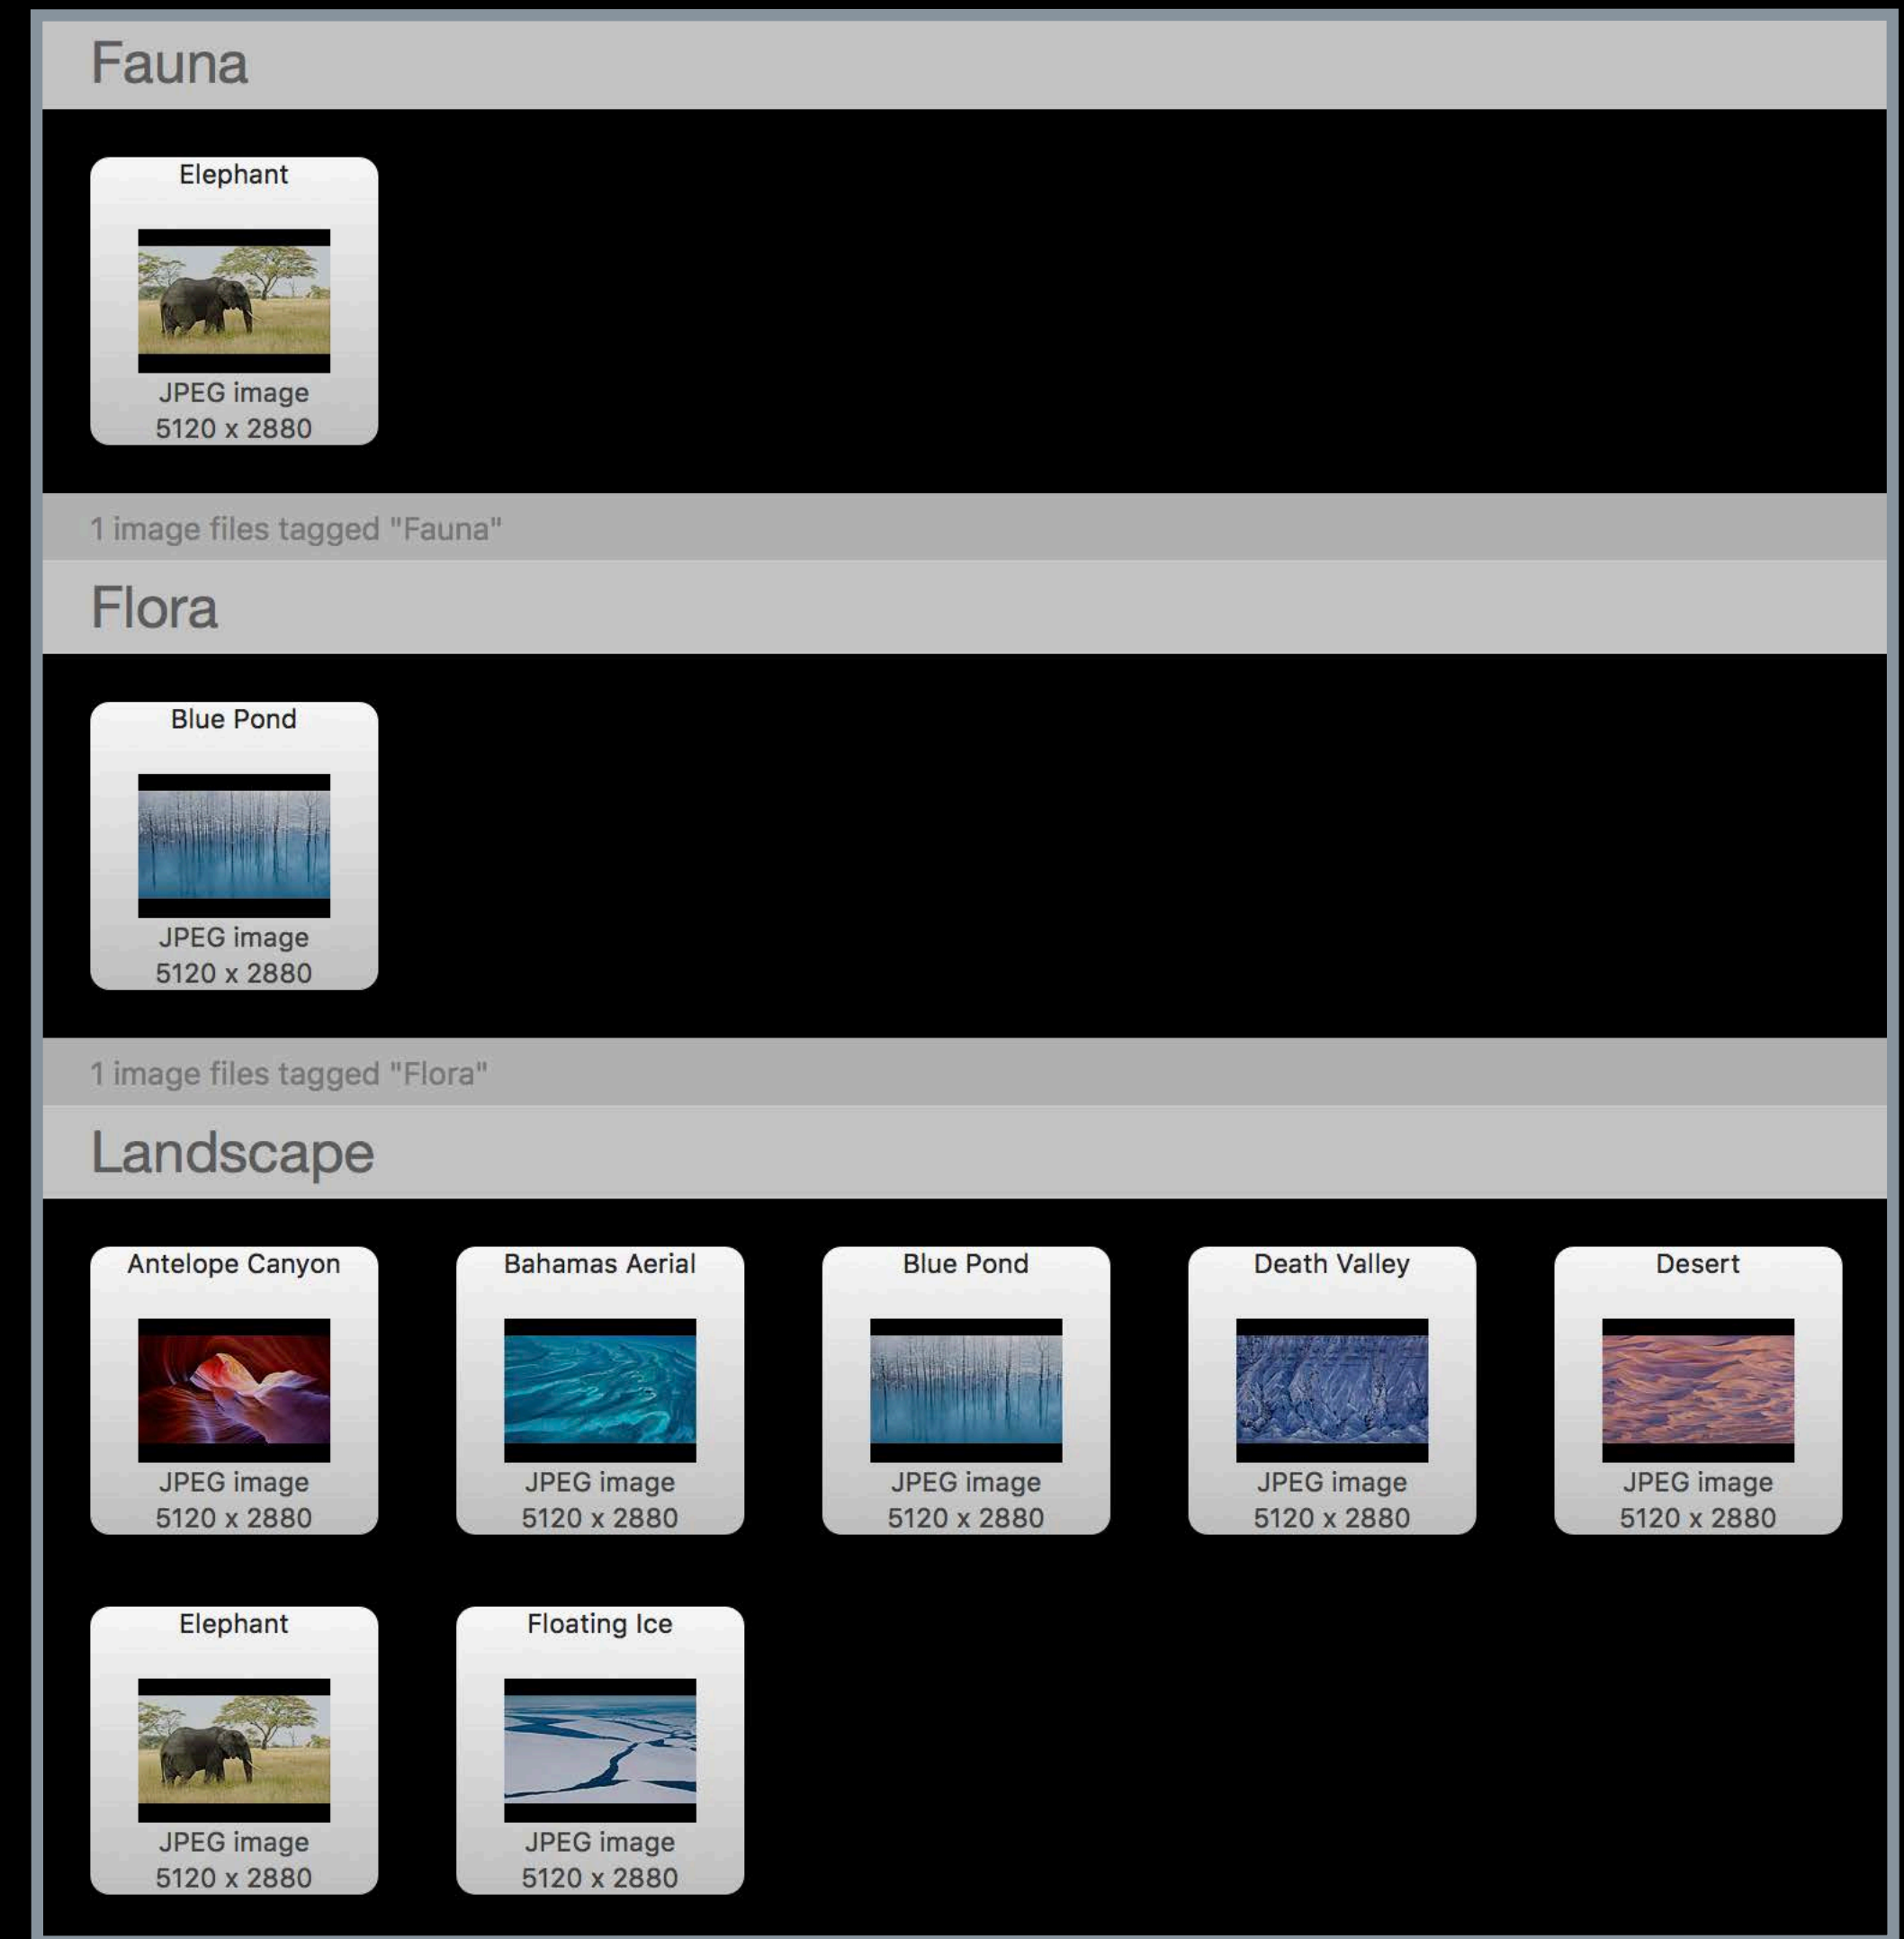 Fauna
Elephant
JPEG image
5120 x 2880
1 image files tagged "Fauna"
Flora
Blue Pond
JPEG image
5120 x 2880
1 image files tagged "Flora"
Landscape
Antelope Canyon
JPEG image
5120 x 2880
Bahamas Aerial
JPEG image
5120 x 2880
Blue Pond
JPEG image
5120 x 2880
Death Valley
JPEG image
5120 x 2880
Desert
JPEG image
5120 x 2880
Elephant
JPEG image
5120 x 2880
Floating Ice
JPEG image
5120 x 2880